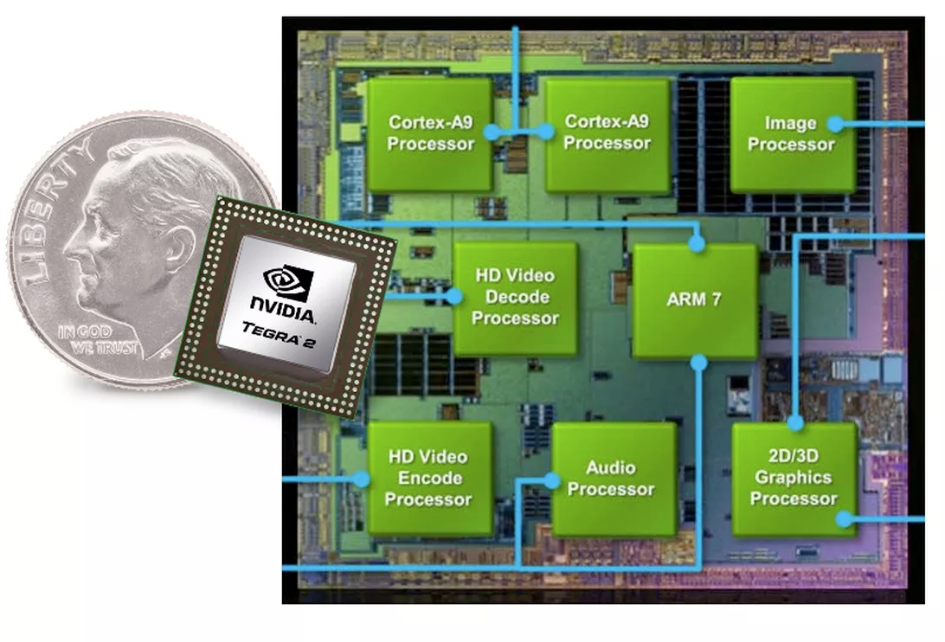 LIBERTY
IN GOD
WE TRUST
NVIDIA.
TEGRA 2
Cortex-A9
Processor
Cortex-A9
Processor
Image
Processor
HD Video
Decode
Processor
ARM 7
HD Video
Encode
Processor
Audio
Processor
2D/3D
Graphics
Processor